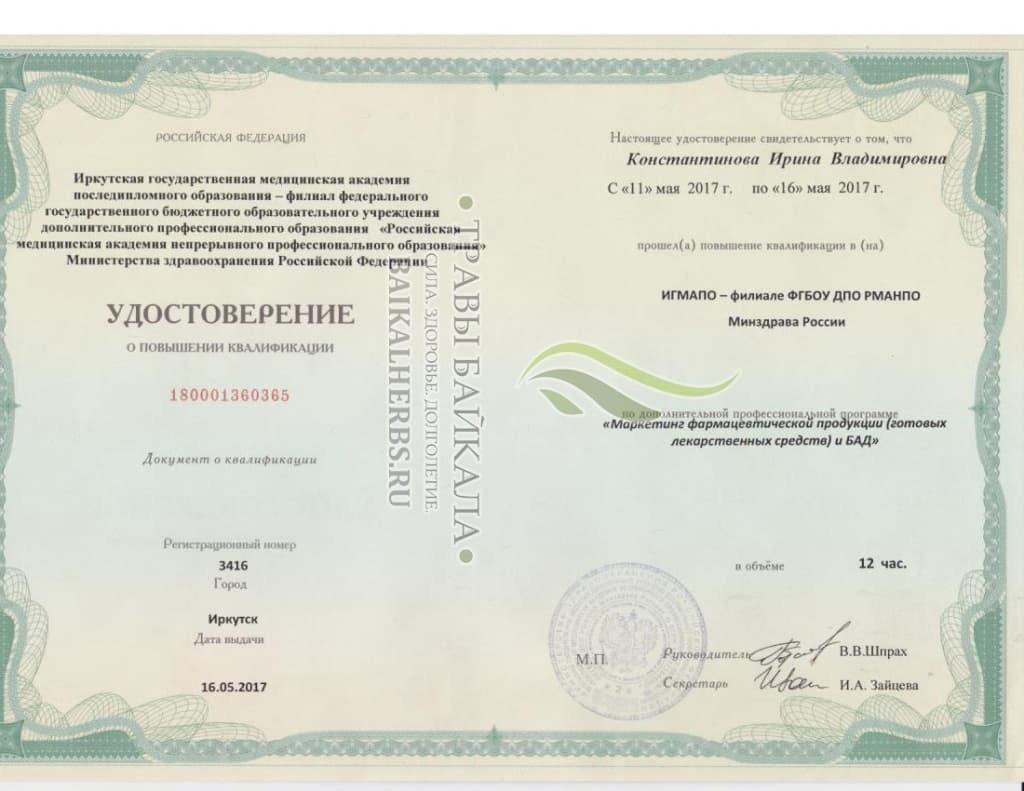 РОССИЙСКАЯ ФЕДЕРАЦИЯ
Иркутская государственная медицинская академия
последипломного образования – филиал федерального
государственного бюджетного образовательного учреждения
дополнительного профессионального образования «Российская
медицинская академия непрерывного профессионального образования»
Министерства здравоохранения Российской Федерации
УДОСТОВЕРЕНИЕ
О ПОВЫШЕНИИ КВАЛИФИКАЦИИ
180001360365
Документ о квалификации
Регистрационный номер
3416
Город
Иркутск
Дата выдачи
16.05.2017
• ТРАВЫ БАЙКАЛА •
СИЛА. ЗДОРОВЬЕ. ДОЛГОЛЕТИЕ.
BAIKALHERBS.RU
Настоящее удостоверение свидетельствует о том, что
Константинова Ирина Владимировна
С «11» мая 2017 г. по «16» мая 2017 г.
прошел(а) повышение квалификации в (на)
ИГМАПО – филиале ФГБОУ ДПО РМАНПО
Минздрава России
по дополнительной профессиональной программе
«Маркетинг фармацевтической продукции (готовых
лекарственных средств) и БАД»
в объёме 12 час.
М.П.
Руководитель В.В.Шпрах
Секретарь И.А. Зайцева